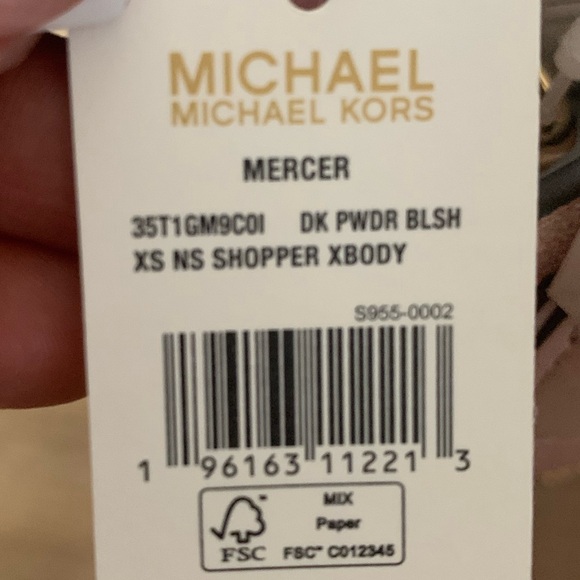 MICHAEL
MICHAEL KORS
MERCER
35T1GM9C0I DK PWDR BLSH
XS NS SHOPPER XBODY
S955-0002
1 96163 11221 3
MIX
Paper
FSC FSC™ C012345